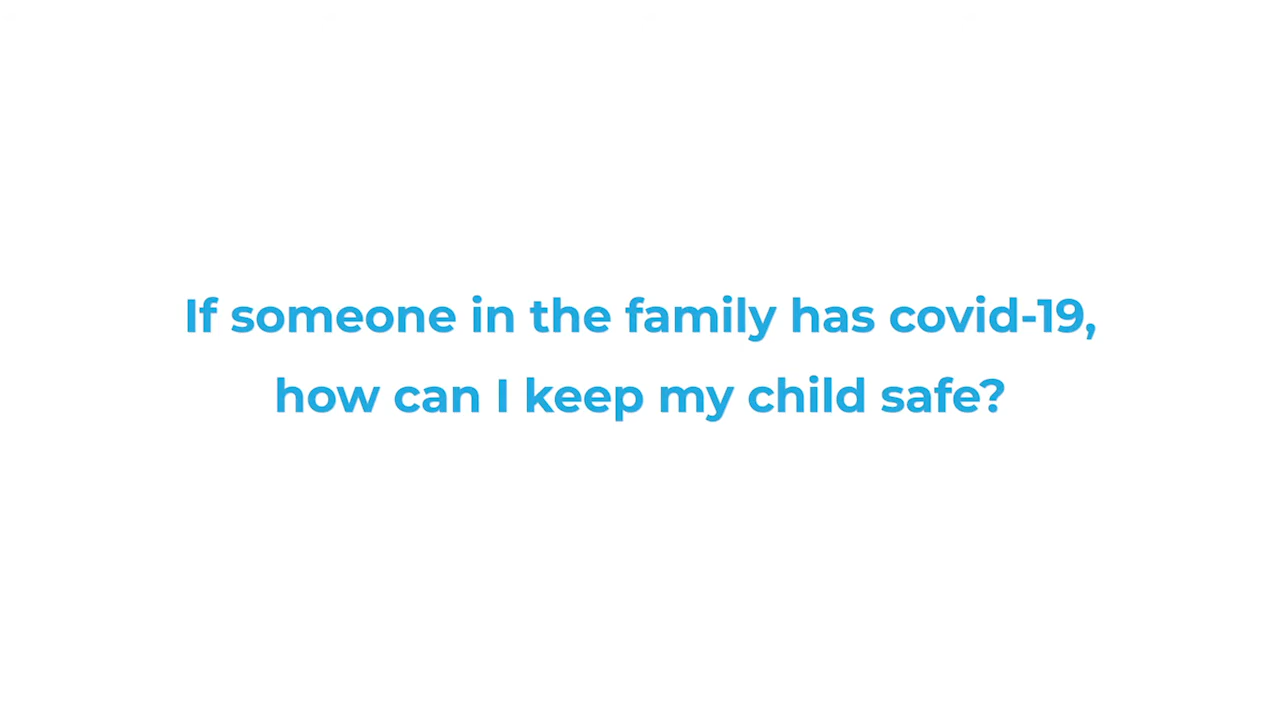 If someone in the family has covid-19,
how can I keep my child safe?